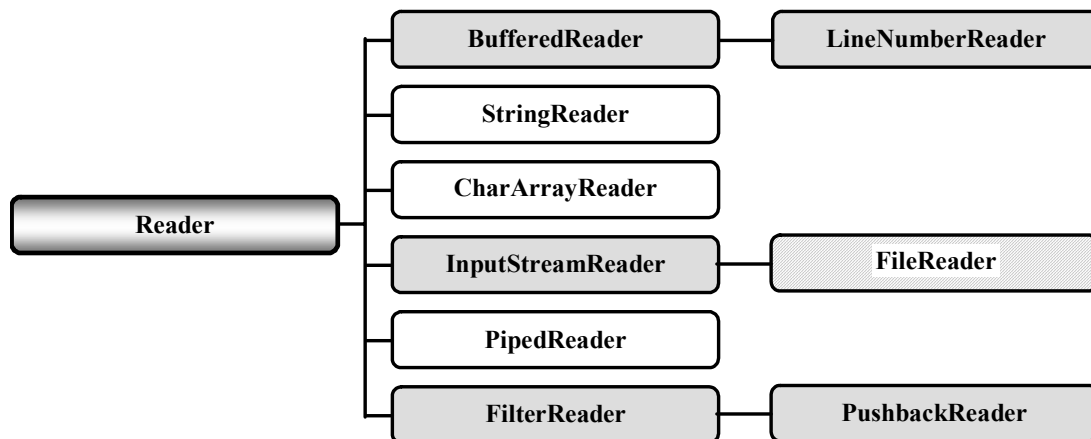 BufferedReader
LineNumberReader
StringReader
CharArrayReader
Reader
InputStreamReader
FileReader
PipedReader
FilterReader
PushbackReader